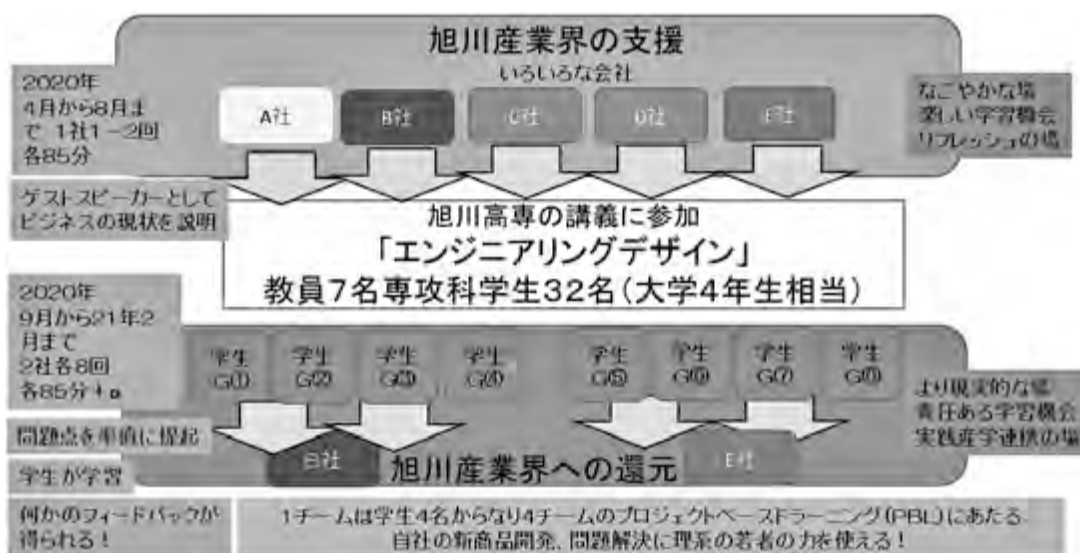 旭川産業界の支援
いろいろな会社
2020年
4月から8月ま
で 1社1−2回
各85分
A社
B社
C社
D社
E社
なごやかな場
楽しい学習機会
リフレッシュの場
ゲストスピーカーとして
ビジネスの現状を説明
旭川高専の講義に参加
「エンジニアリングデザイン」
教員7名専攻科学生32名(大学4年生相当)
2020年
9月から21年2
月まで
2社各8回
各85分+α
学生
G(1)
学生
G(2)
学生
G(3)
学生
G(4)
学生
G(5)
学生
G(6)
学生
G(7)
学生
より現実的な場
責任ある学習機会
実践産学連携の場
問題点を率直に提起
学生が学習
B社
旭川産業界への還元
E社
何かのフィードバックが
得られる!
1チームは学生4名からなり4チームのプロジェクトベースドラーニング(PBL)にあたる
自社の新商品開発、問題解決に理系の若者の力を使える!